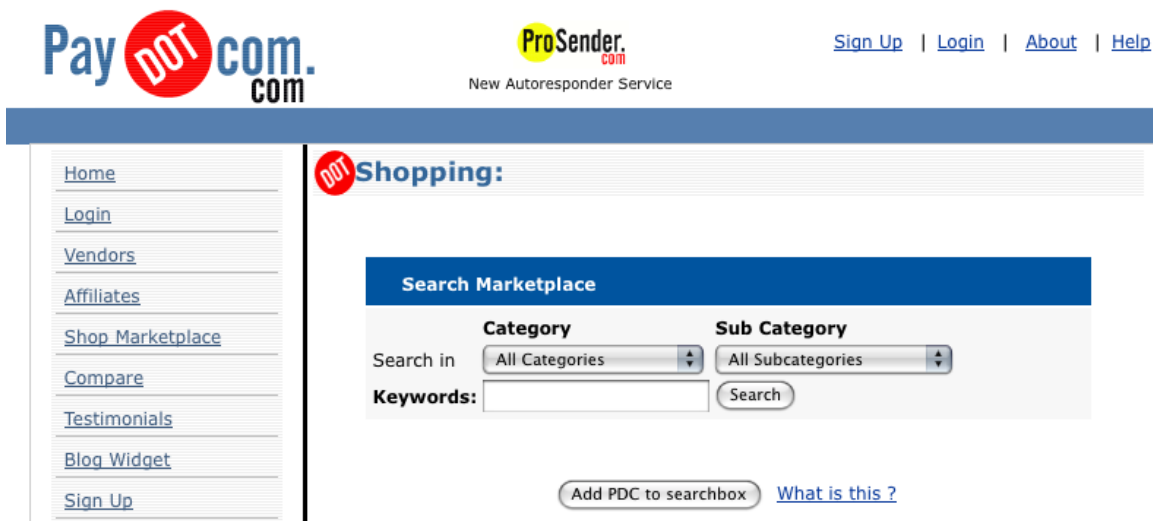 Pay DOT com.
com
ProSender.
com
New Autoresponder Service
Sign Up | Login | About | Help
Home
Login
Vendors
Affiliates
Shop Marketplace
Compare
Testimonials
Blog Widget
Sign Up
DOT Shopping:
Search Marketplace
Category Sub Category
Search in All Categories All Subcategories
Keywords: Search
Add PDC to searchbox What is this ?